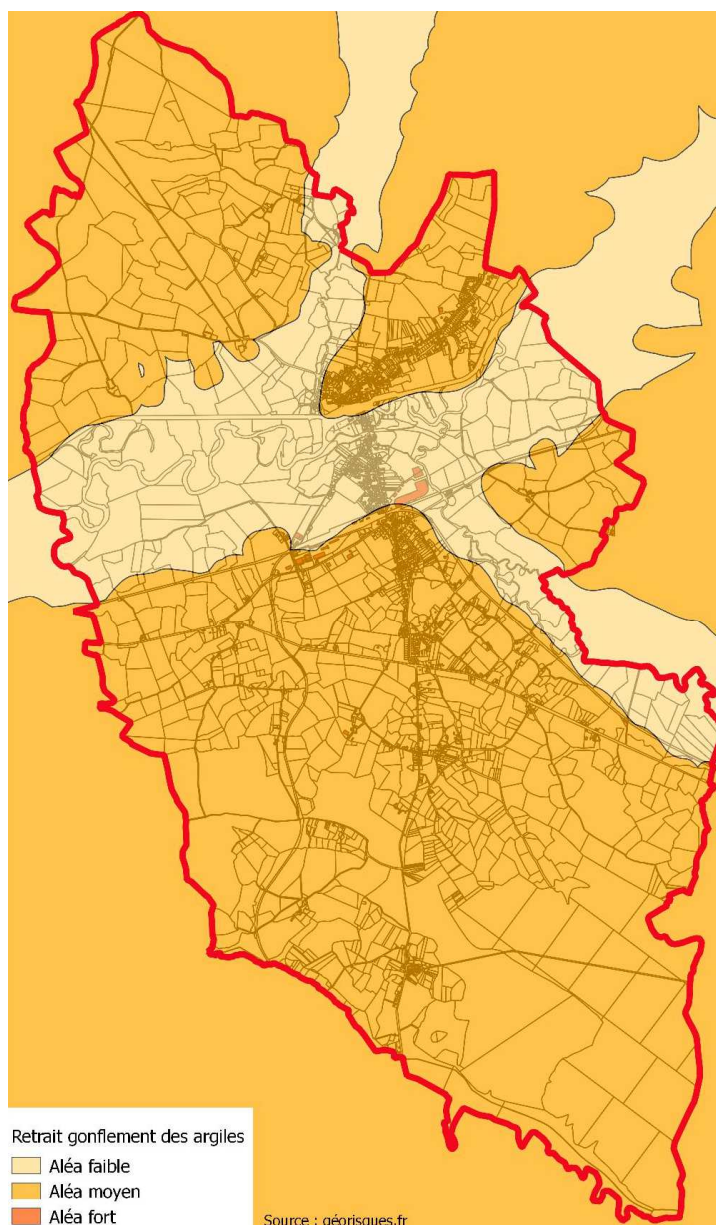 Retrait gonflement des argiles
Aléa faible
Aléa moyen
Aléa fort
Source : géorisques.fr